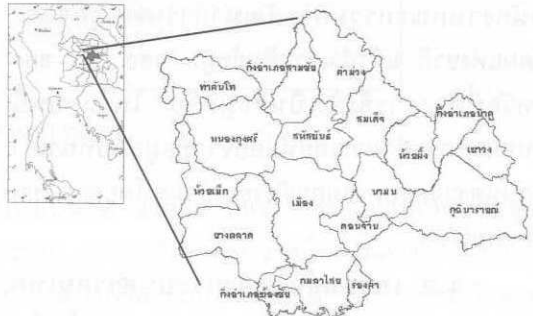 กิ่งอำเภอสามชัย
ท่าคันโท
คำม่วง
สมเด็จ
กิ่งอำเภอนาคู
หนองกุงศรี
สหัสขันธ์
ห้วยผึ้ง
เขาวง
ห้วยเม็ก
เมือง
นามน
กุฉินารายณ์
ยางตลาด
ดอนจาน
กมลาไสย
ร่องคำ
กิ่งอำเภอฆ้องชัย